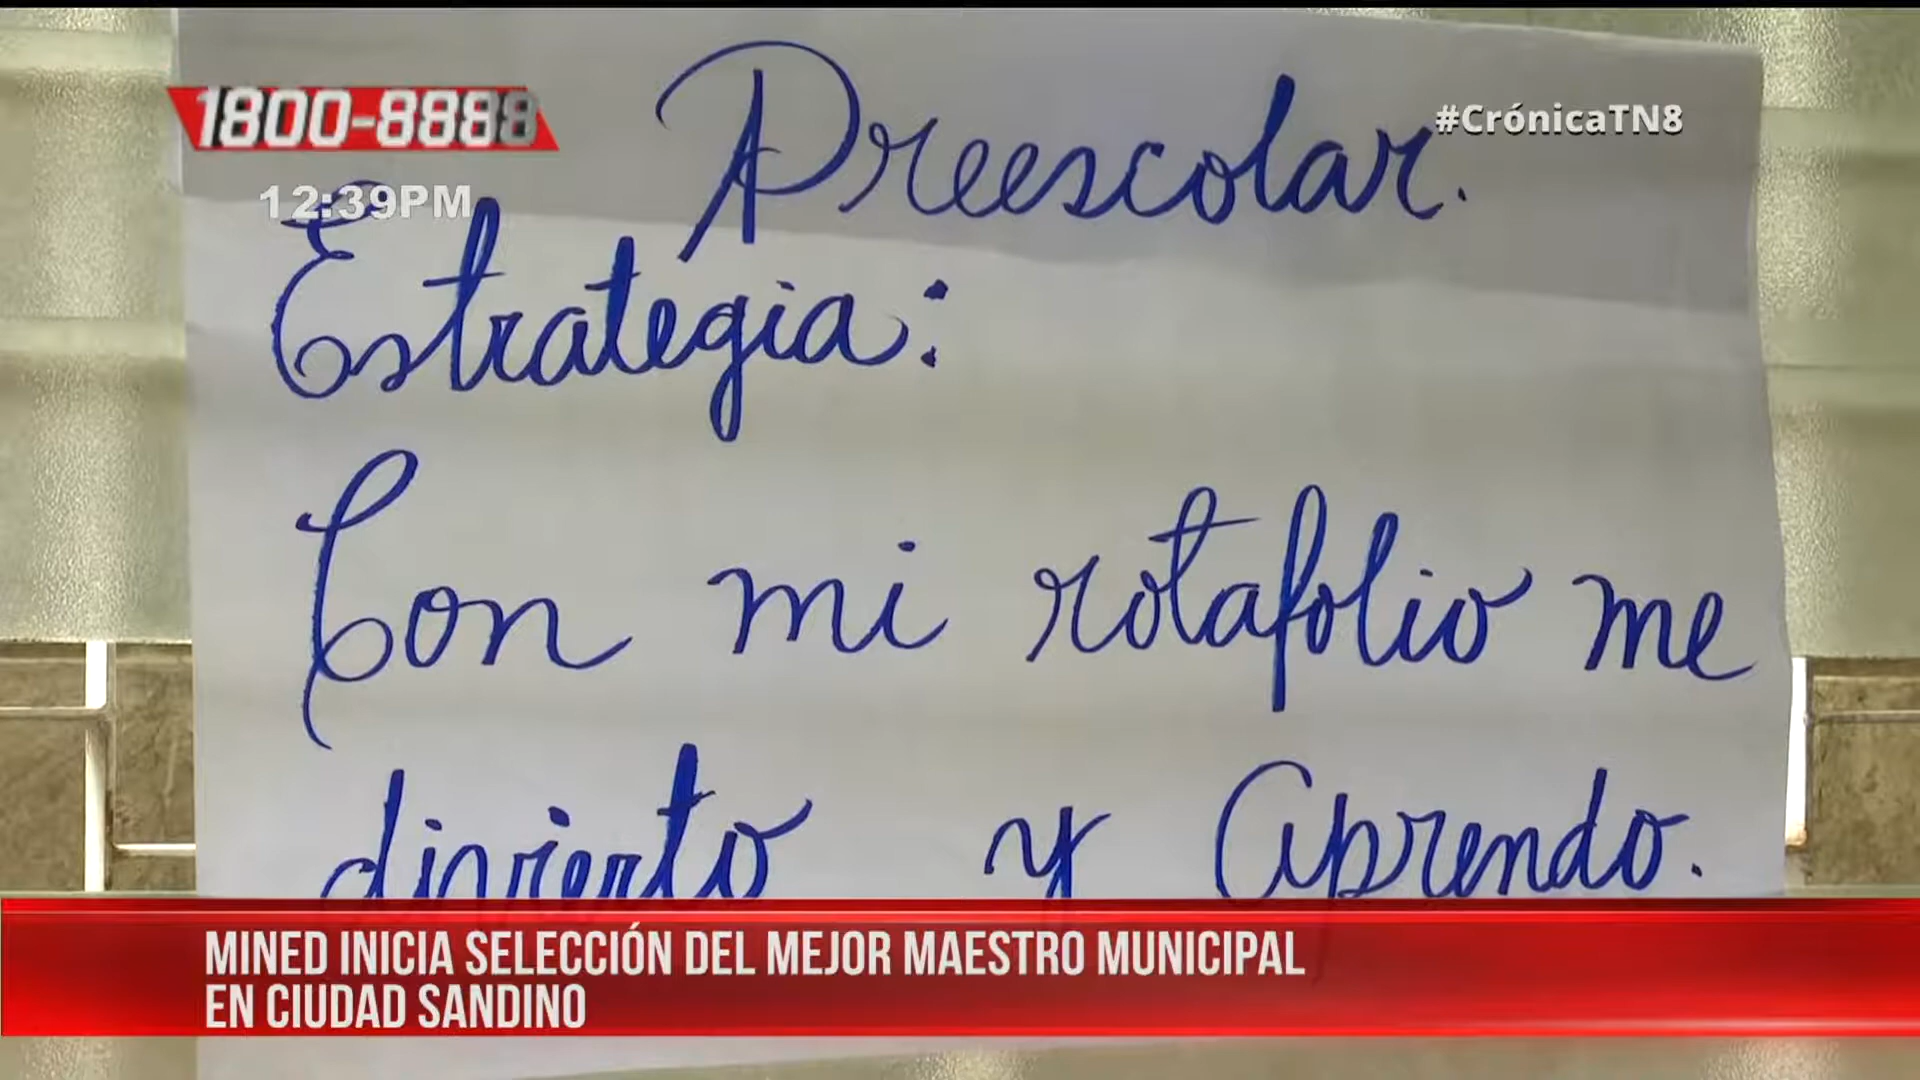 1800-8888
#CrónicaTN8
12:39PM
Preescolar.
Estrategia:
Con mi rotafolio me
divierto y aprendo.
MINED INICIA SELECCIÓN DEL MEJOR MAESTRO MUNICIPAL
EN CIUDAD SANDINO